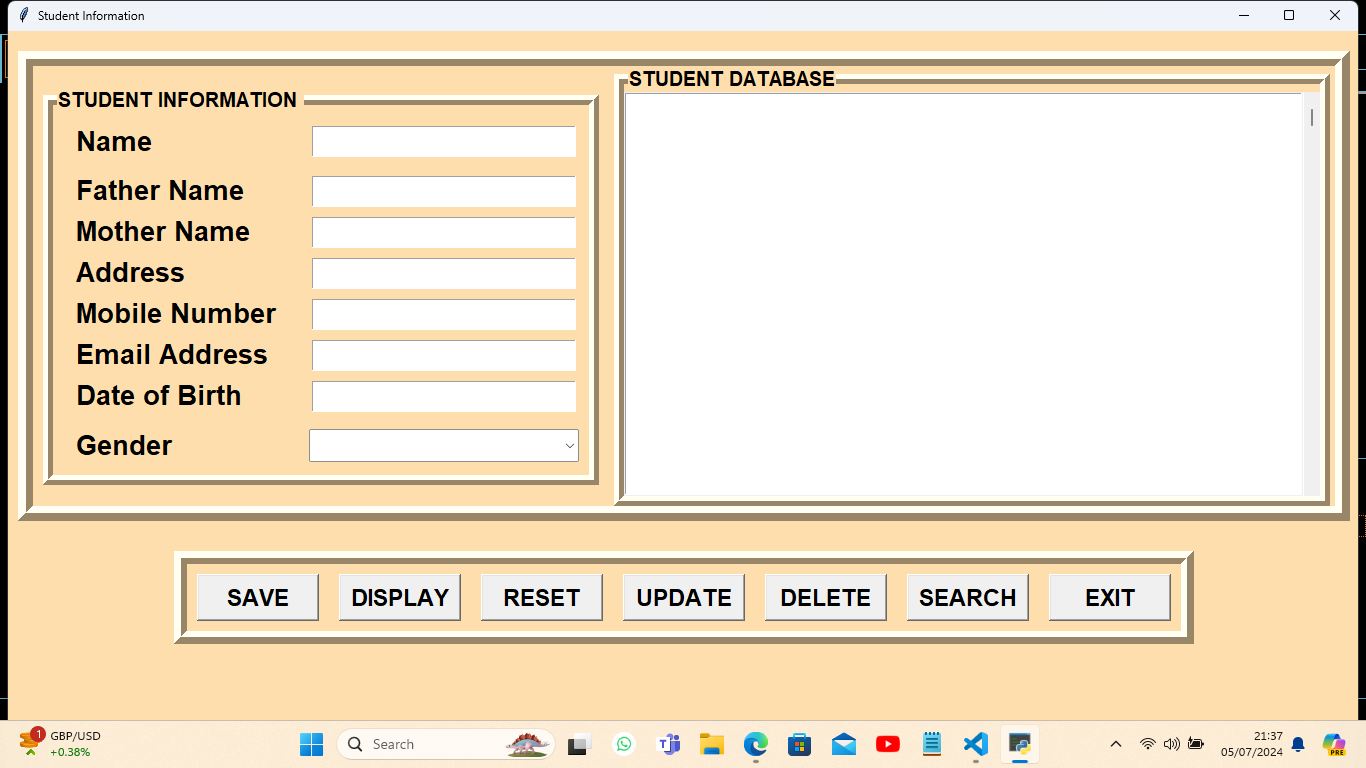 Student Information
STUDENT INFORMATION
Name
Father Name
Mother Name
Address
Mobile Number
Email Address
Date of Birth
Gender
STUDENT DATABASE
SAVE DISPLAY RESET UPDATE DELETE SEARCH EXIT
1
GBP/USD
+0.38%
Search
21:37
05/07/2024
PRE